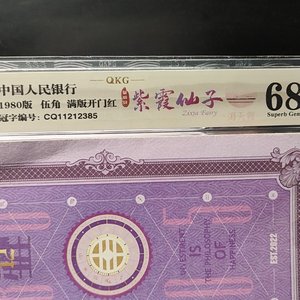 QKG
中国人民银行
1980版 伍角 满版开门红
冠字编号: CQ11212385
紫霞仙子
Zixia Fairy
68
Superb Gem
INVESTMENT
IS
THE PHILOSOPHY
OF
HAPPINESS.
EST.2022